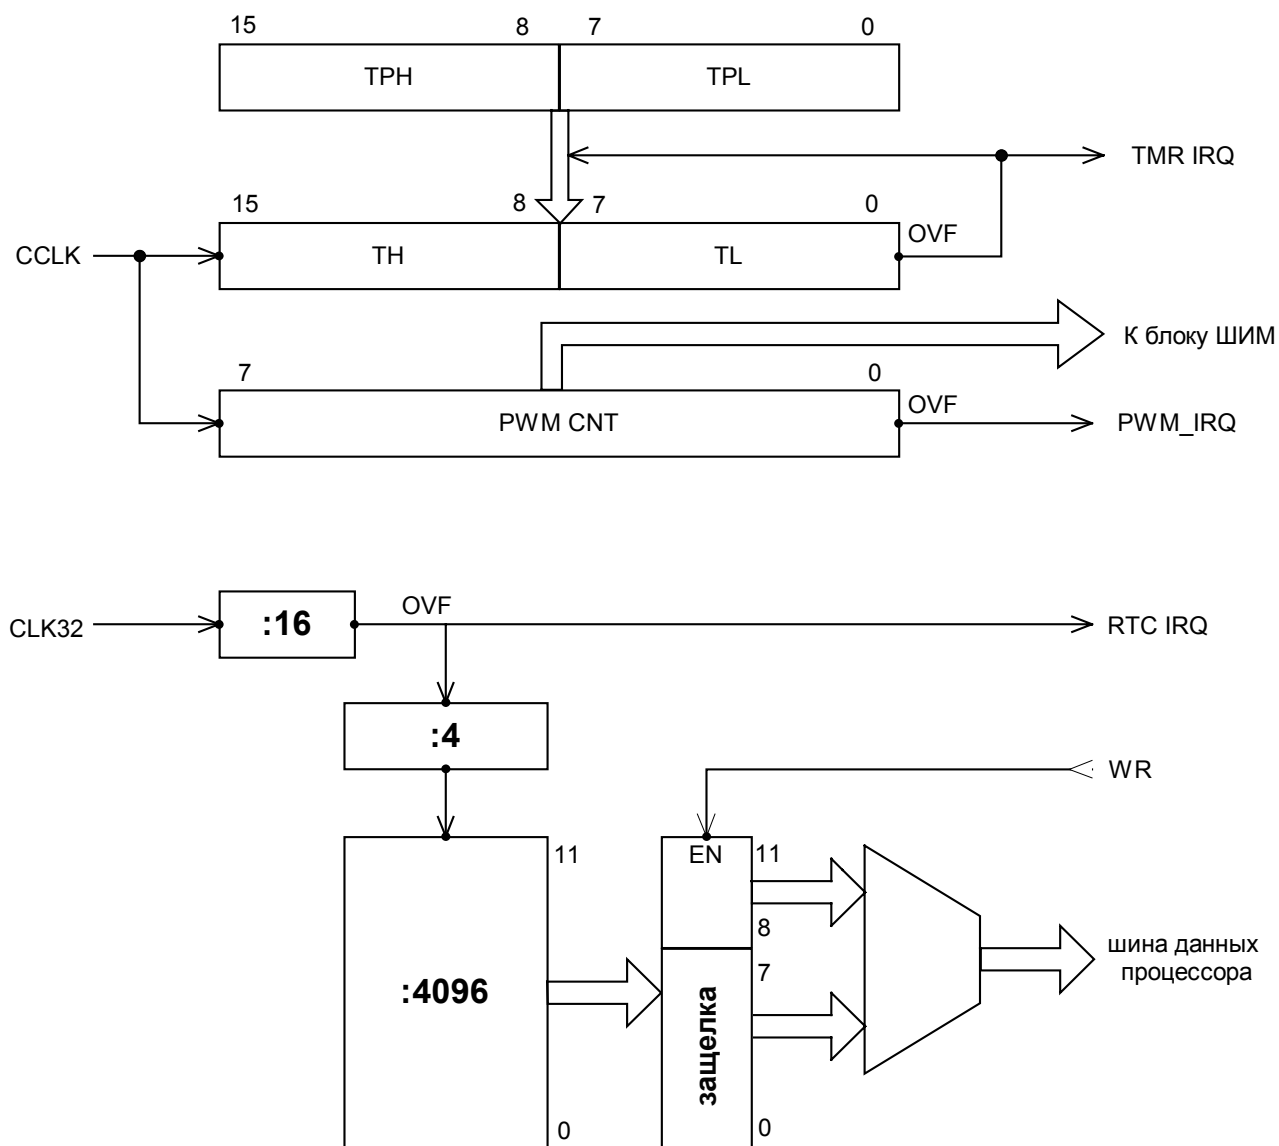 15 8 7 0
TPH TPL
TMR IRQ
15 8 7 0
OVF
CCLK TH TL
К блоку ШИМ
7 0
OVF
PWM CNT PWM_IRQ
OVF
CLK32 :16 RTC IRQ
:4
WR
EN 11
11
8
7
шина данных
процессора
:4096
защелка
0
0